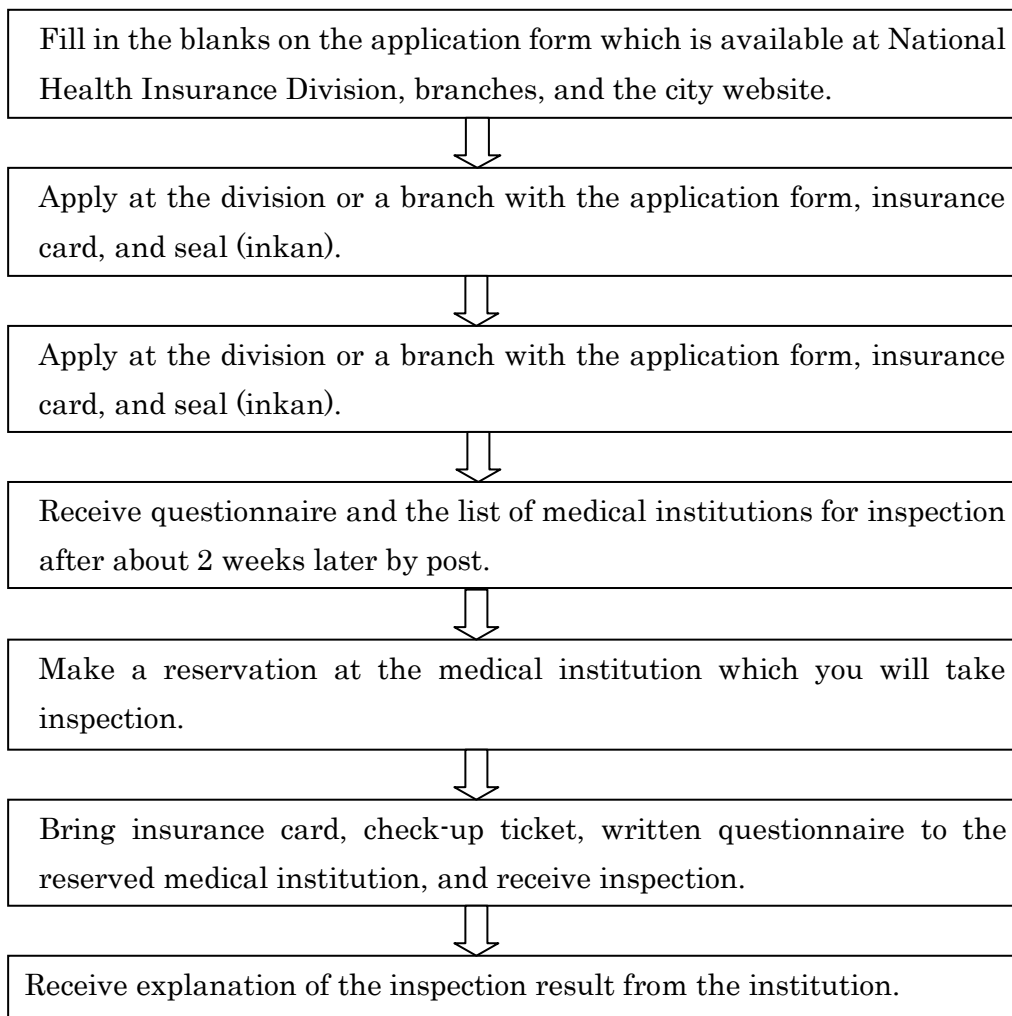 Fill in the blanks on the application form which is available at National
Health Insurance Division, branches, and the city website.
Apply at the division or a branch with the application form, insurance
card, and seal (inkan).
Apply at the division or a branch with the application form, insurance
card, and seal (inkan).
Receive questionnaire and the list of medical institutions for inspection
after about 2 weeks later by post.
Make a reservation at the medical institution which you will take
inspection.
Bring insurance card, check-up ticket, written questionnaire to the
reserved medical institution, and receive inspection.
Receive explanation of the inspection result from the institution.